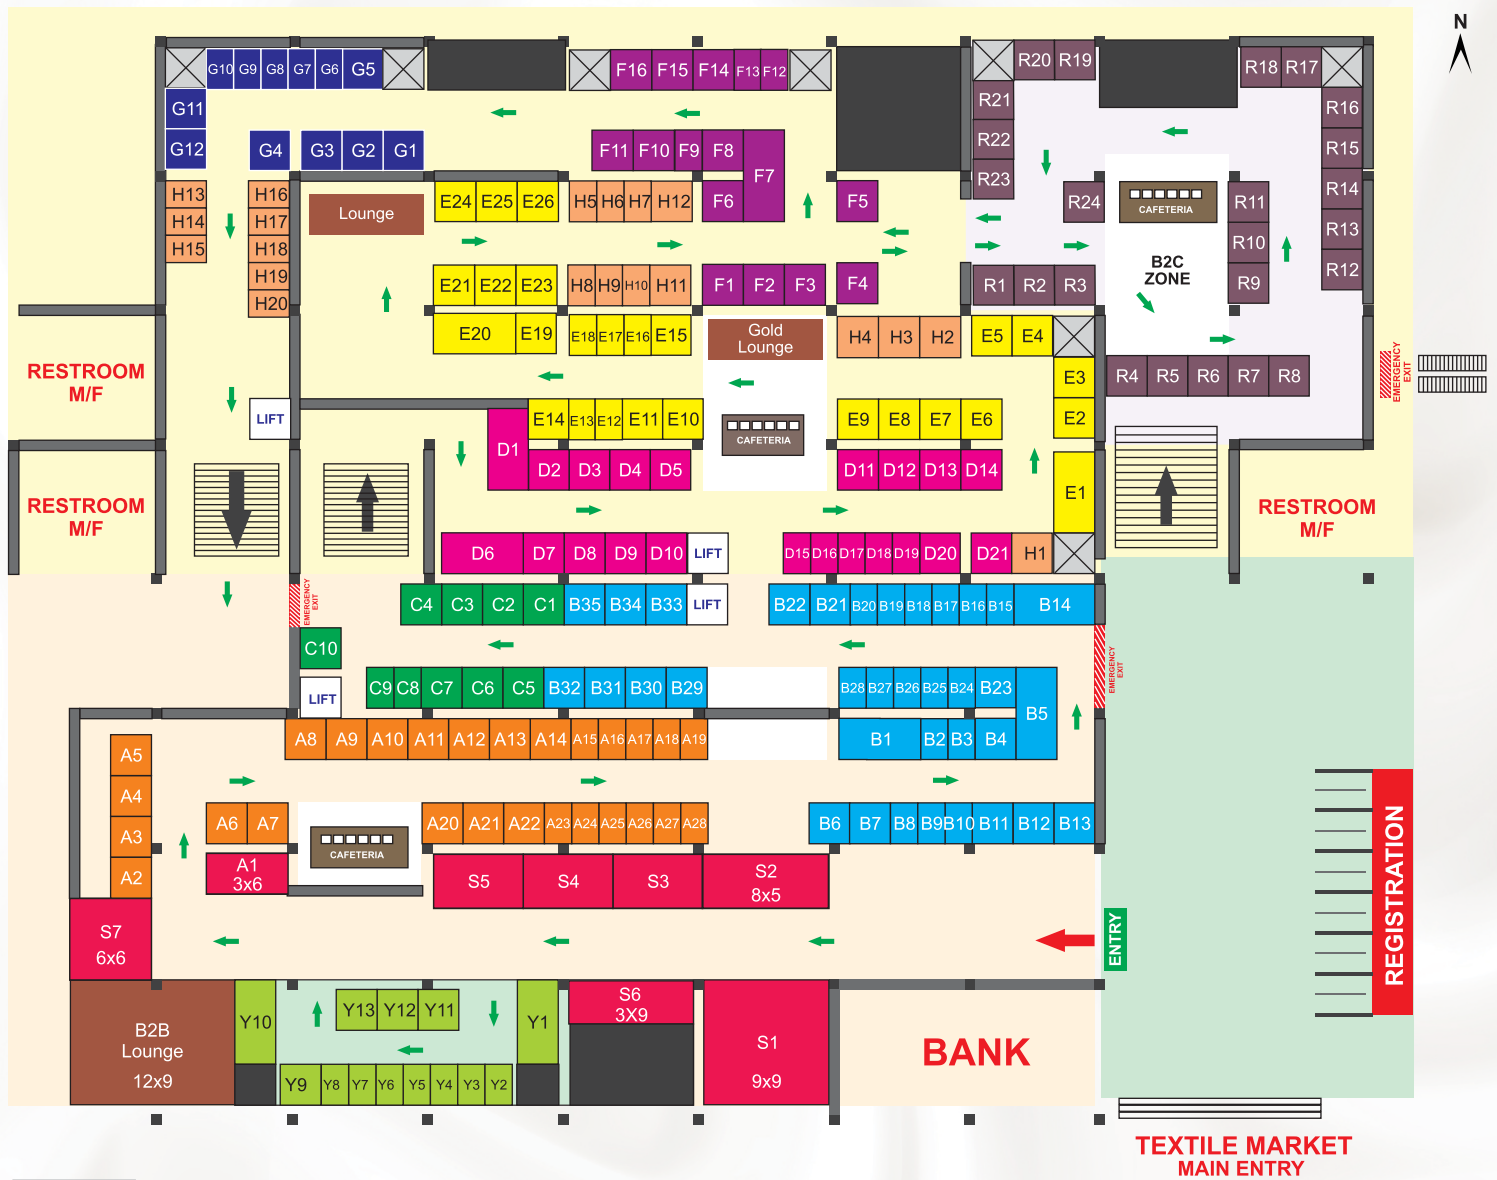 N
G10 G9 G8 G7 G6 G5
F16 F15 F14 F13 F12
R20 R19
R18 R17
G11
R21
R16
G12 G4 G3 G2 G1
F11 F10 F9 F8
R22
R15
F7
R23
H13 H16
E24 E25 E26
H5 H6 H7 H12
F6 F5
R24
CAFETERIA
R11
R14
Lounge
H14 H17
R13
H15 H18
B2C
ZONE
R10
R12
H19
E21 E22 E23
H8 H9 H10 H11
F1 F2 F3
F4
R1 R2 R3
R9
H20
E20 E19
E18 E17 E16 E15
Gold
Lounge
H4 H3 H2
E5 E4
RESTROOM
M/F
E3
R4 R5 R6 R7 R8
EMERGENCY
EXIT
LIFT
D1
E14 E13 E12 E11 E10
CAFETERIA
E9 E8 E7 E6
E2
D2 D3 D4 D5
D11 D12 D13 D14
E1
RESTROOM
M/F
RESTROOM
M/F
D6 D7 D8 D9 D10
LIFT
D15 D16 D17 D18 D19 D20
D21 H1
EMERGENCY
EXIT
C4 C3 C2 C1 B35 B34 B33
LIFT
B22 B21 B20 B19 B18 B17 B16 B15 B14
C10
EMERGENCY
EXIT
LIFT
C9 C8 C7 C6 C5 B32 B31 B30 B29
B28 B27 B26 B25 B24 B23
B5
A8 A9 A10 A11 A12 A13 A14 A15 A16 A17 A18 A19
B1 B2 B3 B4
A5
A4
A3
A2
A6 A7
CAFETERIA
A20 A21 A22 A23 A24 A25 A26 A27 A28
B6 B7 B8 B9 B10 B11 B12 B13
A1
3x6
S5 S4 S3
S2
8x5
REGISTRATION
S7
6x6
ENTRY
B2B
Lounge
12x9
Y10
Y13 Y12 Y11
Y1
S6
3X9
S1
9x9
BANK
Y9 Y8 Y7 Y6 Y5 Y4 Y3 Y2
TEXTILE MARKET
MAIN ENTRY